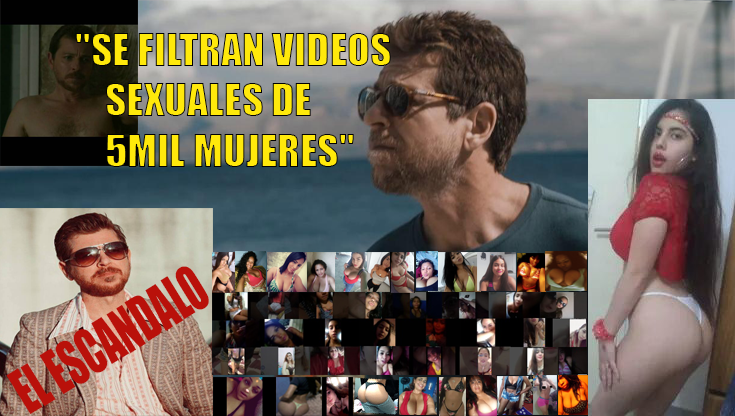 "SE FILTRAN VIDEOS
SEXUALES DE
5MIL MUJERES"
EL ESCANDALO